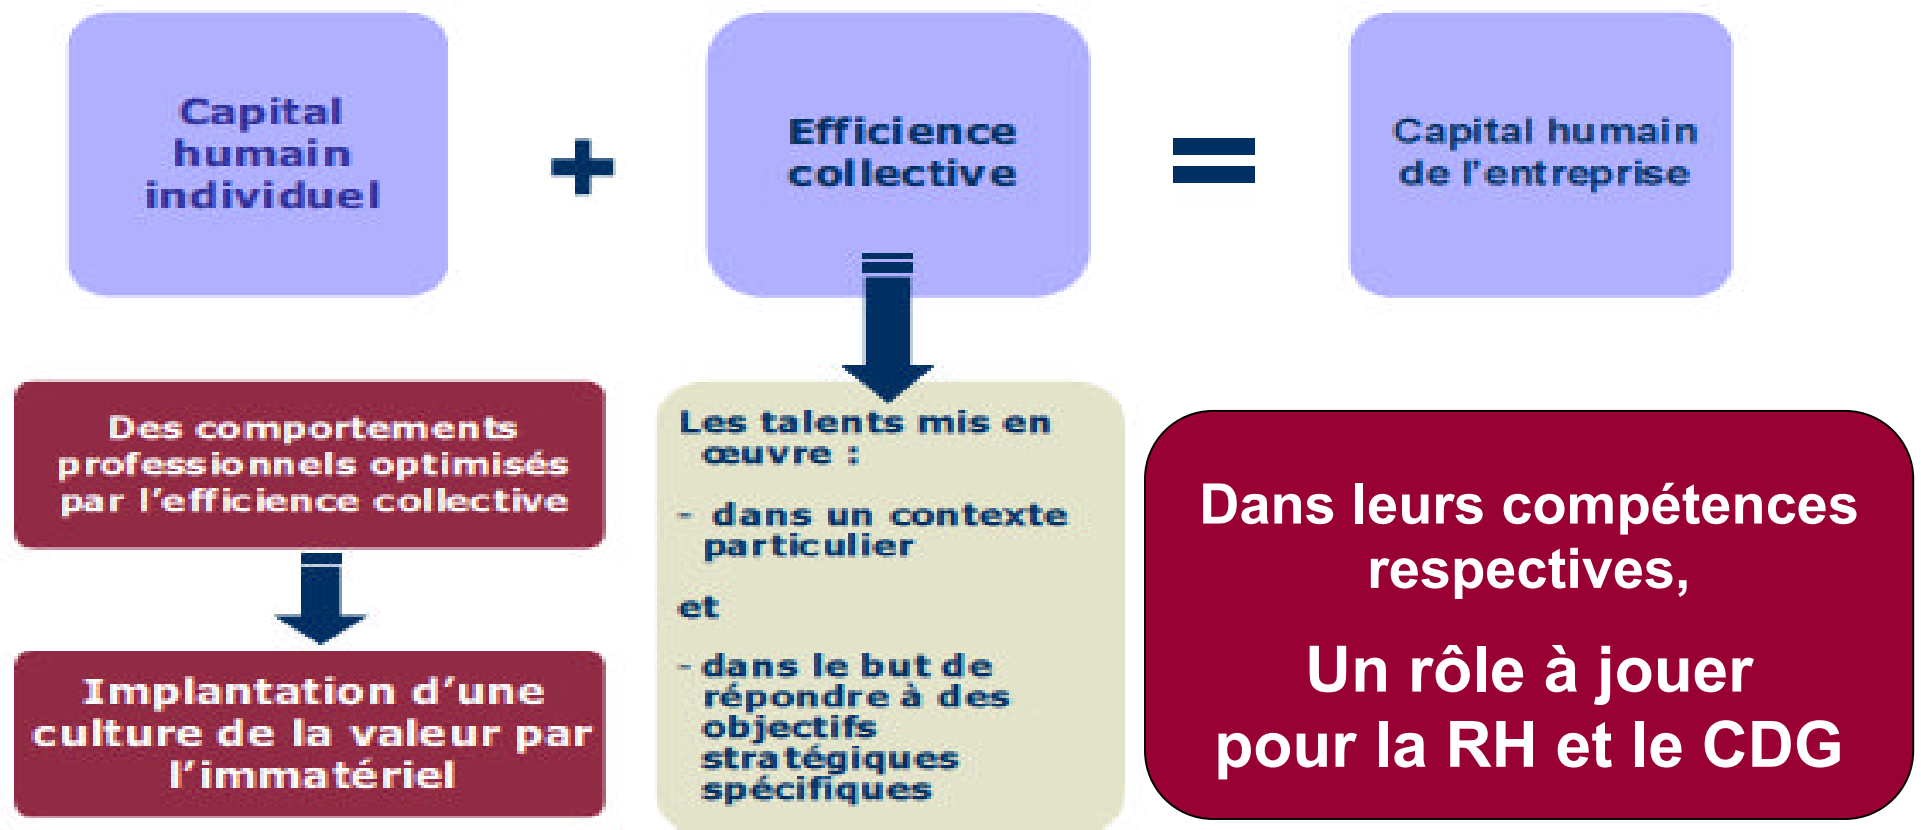 Capital
humain
individuel
+
Efficience
collective
=
Capital humain
de l'entreprise
Des comportements
professionnels optimisés
par l'efficience collective
Implantation d'une
culture de la valeur par
l'immatériel
Les talents mis en
œuvre :
- dans un contexte
particulier
et
- dans le but de
répondre à des
objectifs
stratégiques
spécifiques
Dans leurs compétences
respectives,
Un rôle à jouer
pour la RH et le CDG